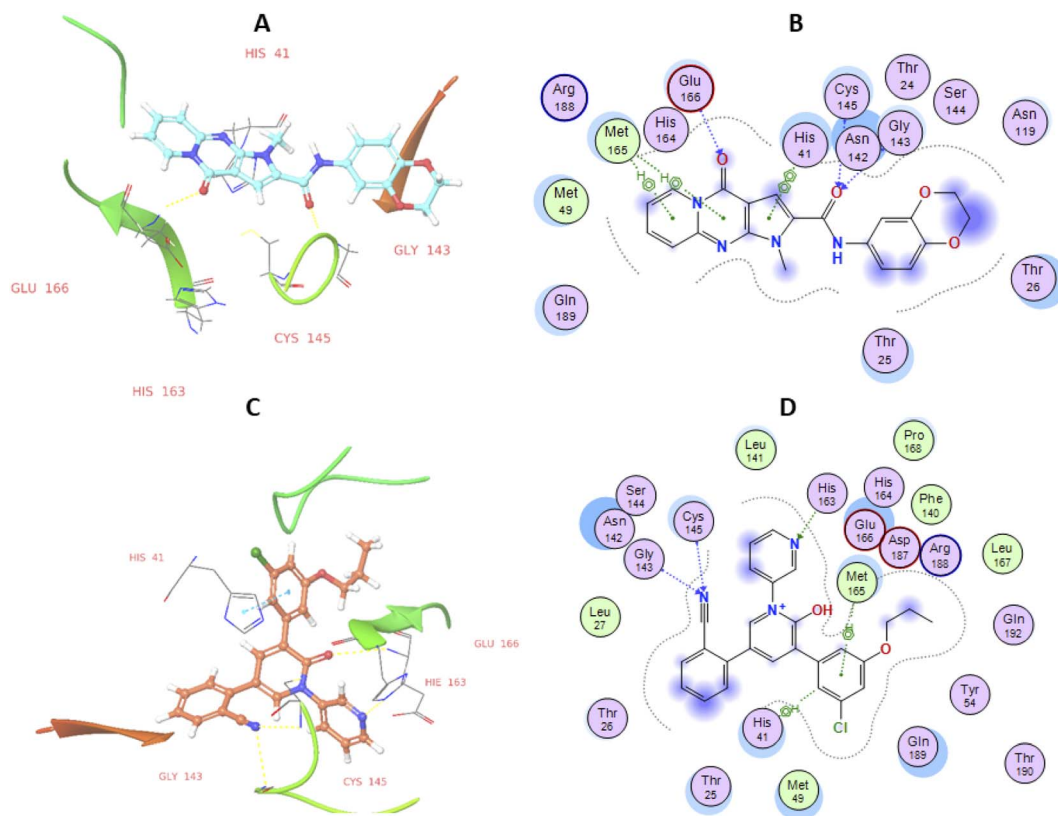 A
HIS 41
GLU 166
GLY 143
CYS 145
HIS 163
B
Arg
188
Glu
166
Met
165
His
164
Met
49
Gln
189
Cys
145
Thr
24
Ser
144
Asn
119
His
41
Asn
142
Gly
143
Thr
26
Thr
25
H
H
H
O
O
O
O
N
N
N
N
H
C
HIS 41
GLU 166
HIE 163
GLY 143
CYS 145
D
Leu
141
Pro
168
Ser
144
Asn
142
Gly
143
Cys
145
His
163
His
164
Phe
140
Glu
166
Asp
187
Arg
188
Leu
167
Met
165
Leu
27
Gln
192
Thr
26
His
41
Tyr
54
Gln
189
Thr
190
Thr
25
Met
49
N
N
N+
OH
O
Cl
H
H